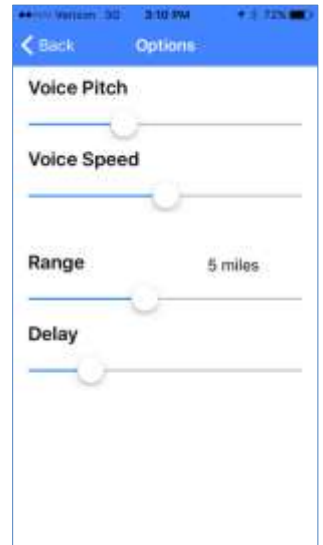 Verizon 3G 3:10 PM 72%
Back Options
Voice Pitch
Voice Speed
Range 5 miles
Delay